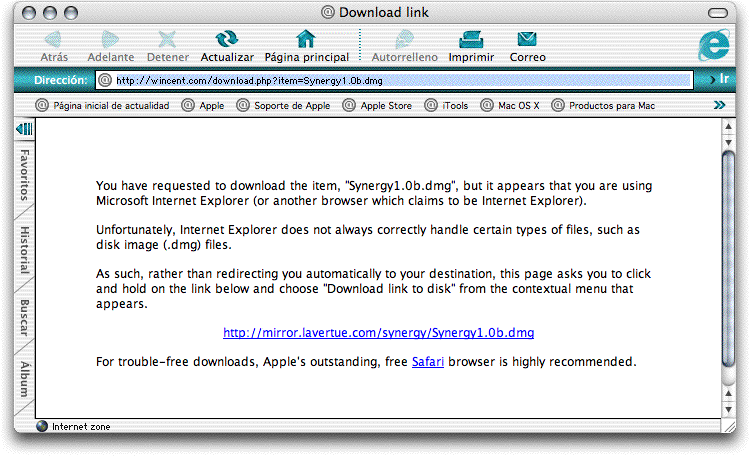 Download link
Atrás Adelante Detener Actualizar Página principal Autorrelleno Imprimir Correo
Dirección: http://wincent.com/download.php?item=Synergy1.0b.dmg Ir
Página inicial de actualidad Apple Soporte de Apple Apple Store iTools Mac OS X Productos para Mac
Favoritos
Historial
Buscar
Álbum
You have requested to download the item, "Synergy1.0b.dmg", but it appears that you are using
Microsoft Internet Explorer (or another browser which claims to be Internet Explorer).
Unfortunately, Internet Explorer does not always correctly handle certain types of files, such as
disk image (.dmg) files.
As such, rather than redirecting you automatically to your destination, this page asks you to click
and hold on the link below and choose "Download link to disk" from the contextual menu that
appears.
http://mirror.lavertue.com/synergy/Synergy1.0b.dmg
For trouble-free downloads, Apple's outstanding, free Safari browser is highly recommended.
Internet zone